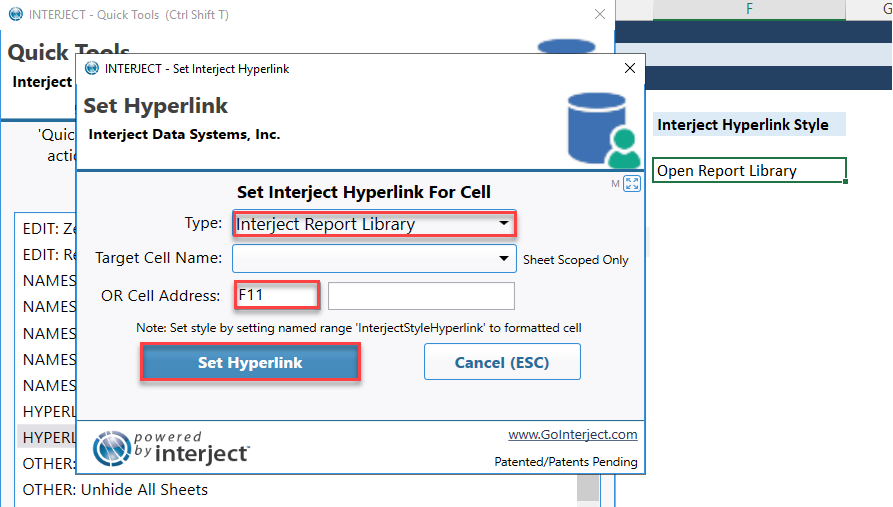 INTERJECT - Quick Tools (Ctrl Shift T)
F
G
Quick Tools
Interject
'Quic
INTERJECT - Set Interject Hyperlink
Set Hyperlink
Interject Data Systems, Inc.
Interject Hyperlink Style
Open Report Library
M
Set Interject Hyperlink For Cell
Type: Interject Report Library
Target Cell Name: Sheet Scoped Only
OR Cell Address: F11
Note: Set style by setting named range 'InterjectStyleHyperlink' to formatted cell
Set Hyperlink Cancel (ESC)
powered
by interject™
www.GoInterject.com
Patented/Patents Pending
EDIT: Ze
EDIT: Re
NAMES
NAMES
NAMES
NAMES
NAMES
HYPERL
HYPERL
OTHER:
OTHER: Unhide All Sheets